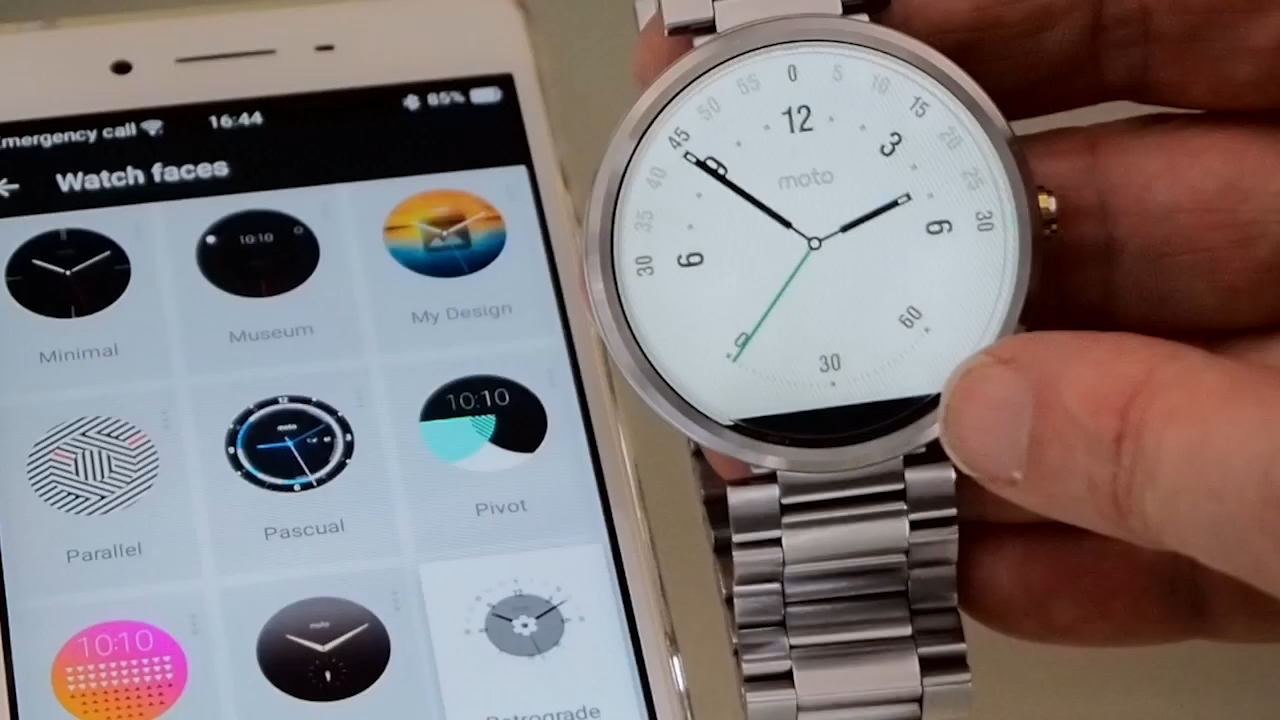 Emergency call
16:44
85%
Watch faces
10:10
Minimal
Museum
My Design
moto
10:10
Parallel
Pascual
Pivot
10:10
moto
Retrograde
0
5
10
15
20
25
30
50
45
40
35
30
12
3
6
9
moto
60
30
0